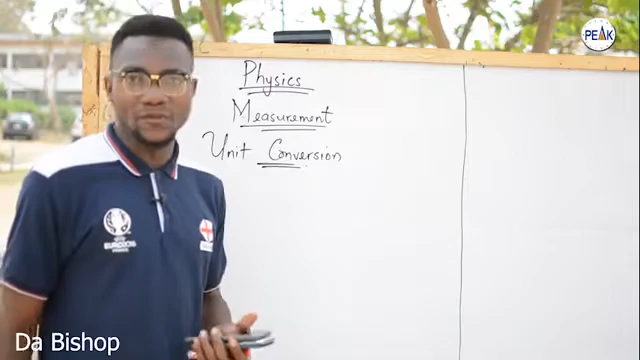 PEAK
Physics
Measurement
Unit Conversion
Da Bishop